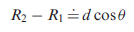 R₂ − R₁ ≐ d cos θ